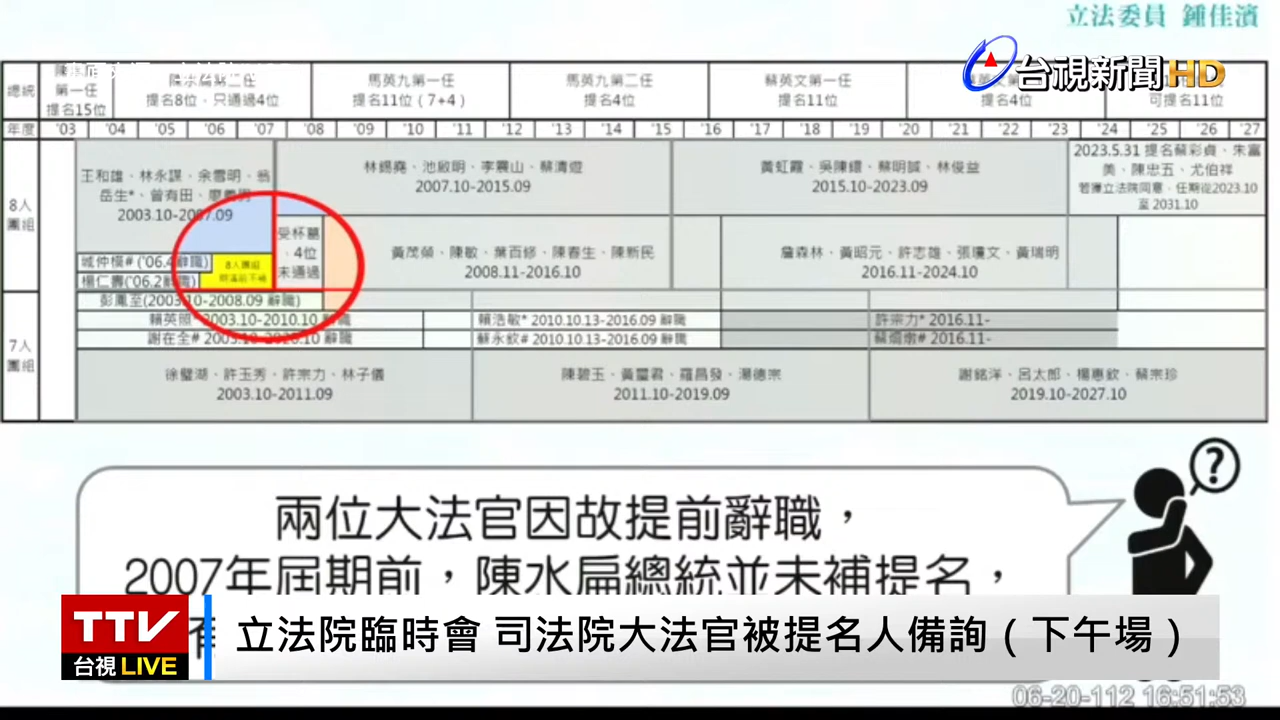 立法委員 鍾佳濱
台視新聞HD
總統
第一任
提名15位
提名8位，只通過4位
馬英九第一任
提名11位（7+4）
馬英九第二任
提名4位
蔡英文第一任
提名11位
提名4位
可提名11位
年度 '03 '04 '05 '06 '07 '08 '09 '10 '11 '12 '13 '14 '15 '16 '17 '18 '19 '20 '21 '22 '23 '24 '25 '26 '27
8人
團組
王和雄、林永謀、余雪明、翁
岳生*、曾有田、廖義男
2003.10-2007.09
林錫堯、池啟明、李震山、蔡清遊
2007.10-2015.09
黃虹霞、吳陳鐶、蔡明誠、林俊益
2015.10-2023.09
2023.5.31 提名蔡彩貞、朱富
美、陳忠五、尤伯祥
若獲立法院同意，任期從2023.10
至 2031.10
城仲模# ('06.4辭職)
楊仁壽('06.2辭職)
8人團組
受杯葛
、4位
未通過
黃茂榮、陳敏、葉百修、陳春生、陳新民
2008.11-2016.10
詹森林、黃昭元、許志雄、張瓊文、黃瑞明
2016.11-2024.10
7人
團組
彭鳳至(2003.10-2008.09 辭職)
賴英照*2003.10-2010.10 辭職
謝在全# 2003.10-2010.10 辭職
賴浩敏* 2010.10.13-2016.09 辭職
蘇永欽# 2010.10.13-2016.09 辭職
許宗力* 2016.11-
蔡烱燉# 2016.11-
徐璧湖、許玉秀、許宗力、林子儀
2003.10-2011.09
陳碧玉、黃璽君、羅昌發、湯德宗
2011.10-2019.09
謝銘洋、呂太郎、楊惠欽、蔡宗珍
2019.10-2027.10
?
兩位大法官因故提前辭職，
2007年屆期前，陳水扁總統並未補提名，
TTV
台視 LIVE
立法院臨時會 司法院大法官被提名人備詢（下午場）
06-20-112 16:51:53